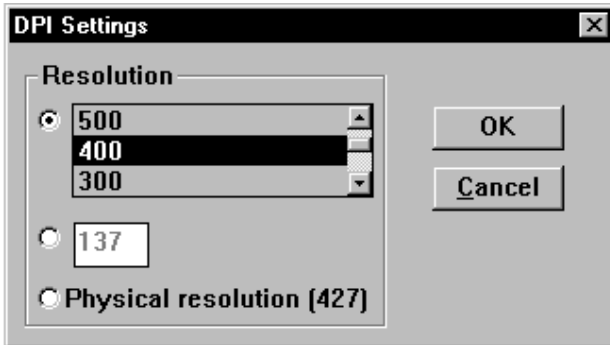 DPI Settings
Resolution
500
400
300
OK
Cancel
137
Physical resolution (427)